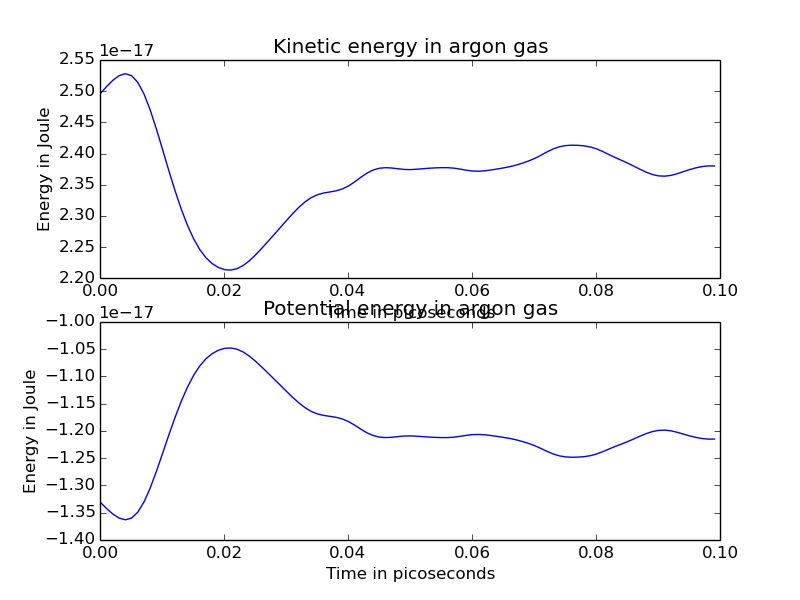 Kinetic energy in argon gas
1e−17
2.55
2.50
2.45
2.40
2.35
2.30
2.25
2.20
Energy in Joule
0.00 0.02 0.04 0.06 0.08 0.10
Time in picoseconds
Potential energy in argon gas
1e−17
−1.00
−1.05
−1.10
−1.15
−1.20
−1.25
−1.30
−1.35
−1.40
Energy in Joule
0.00 0.02 0.04 0.06 0.08 0.10
Time in picoseconds